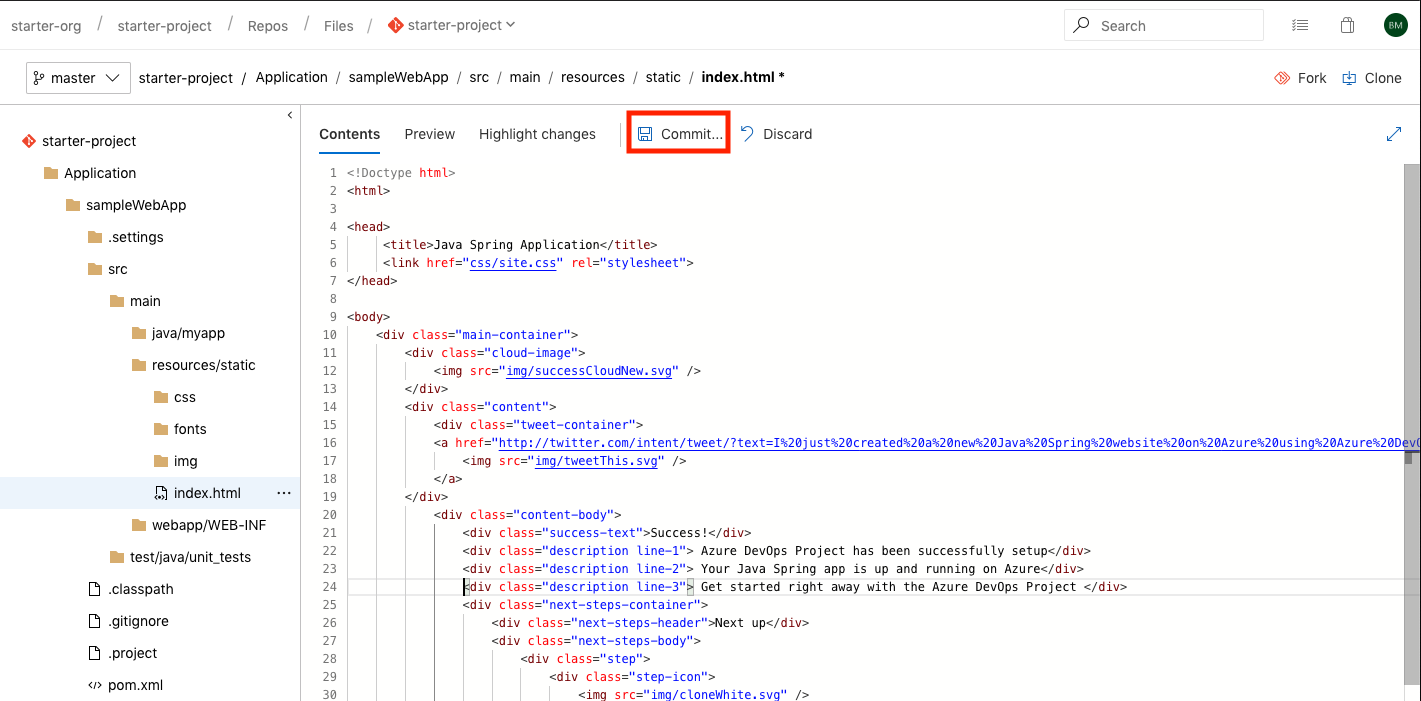 starter-org / starter-project / Repos / Files / starter-project
Search
BM
master
starter-project / Application / sampleWebApp / src / main / resources / static / index.html *
Fork
Clone
starter-project
Application
sampleWebApp
.settings
src
main
java/myapp
resources/static
css
fonts
img
index.html ...
webapp/WEB-INF
test/java/unit_tests
.classpath
.gitignore
.project
pom.xml
Contents Preview Highlight changes Commit... Discard
1 <!Doctype html>
2 <html>
3
4 <head>
5 <title>Java Spring Application</title>
6 <link href="css/site.css" rel="stylesheet">
7 </head>
8
9 <body>
10 <div class="main-container">
11 <div class="cloud-image">
12 <img src="img/successCloudNew.svg" />
13 </div>
14 <div class="content">
15 <div class="tweet-container">
16 <a href="http://twitter.com/intent/tweet/?text=I%20just%20created%20a%20new%20Java%20Spring%20website%20on%20Azure%20using%20Azure%20DevO
17 <img src="img/tweetThis.svg" />
18 </a>
19 </div>
20 <div class="content-body">
21 <div class="success-text">Success!</div>
22 <div class="description line-1"> Azure DevOps Project has been successfully setup</div>
23 <div class="description line-2"> Your Java Spring app is up and running on Azure</div>
24 <div class="description line-3"> Get started right away with the Azure DevOps Project </div>
25 <div class="next-steps-container">
26 <div class="next-steps-header">Next up</div>
27 <div class="next-steps-body">
28 <div class="step">
29 <div class="step-icon">
30 <img src="img/cloneWhite.svg" />